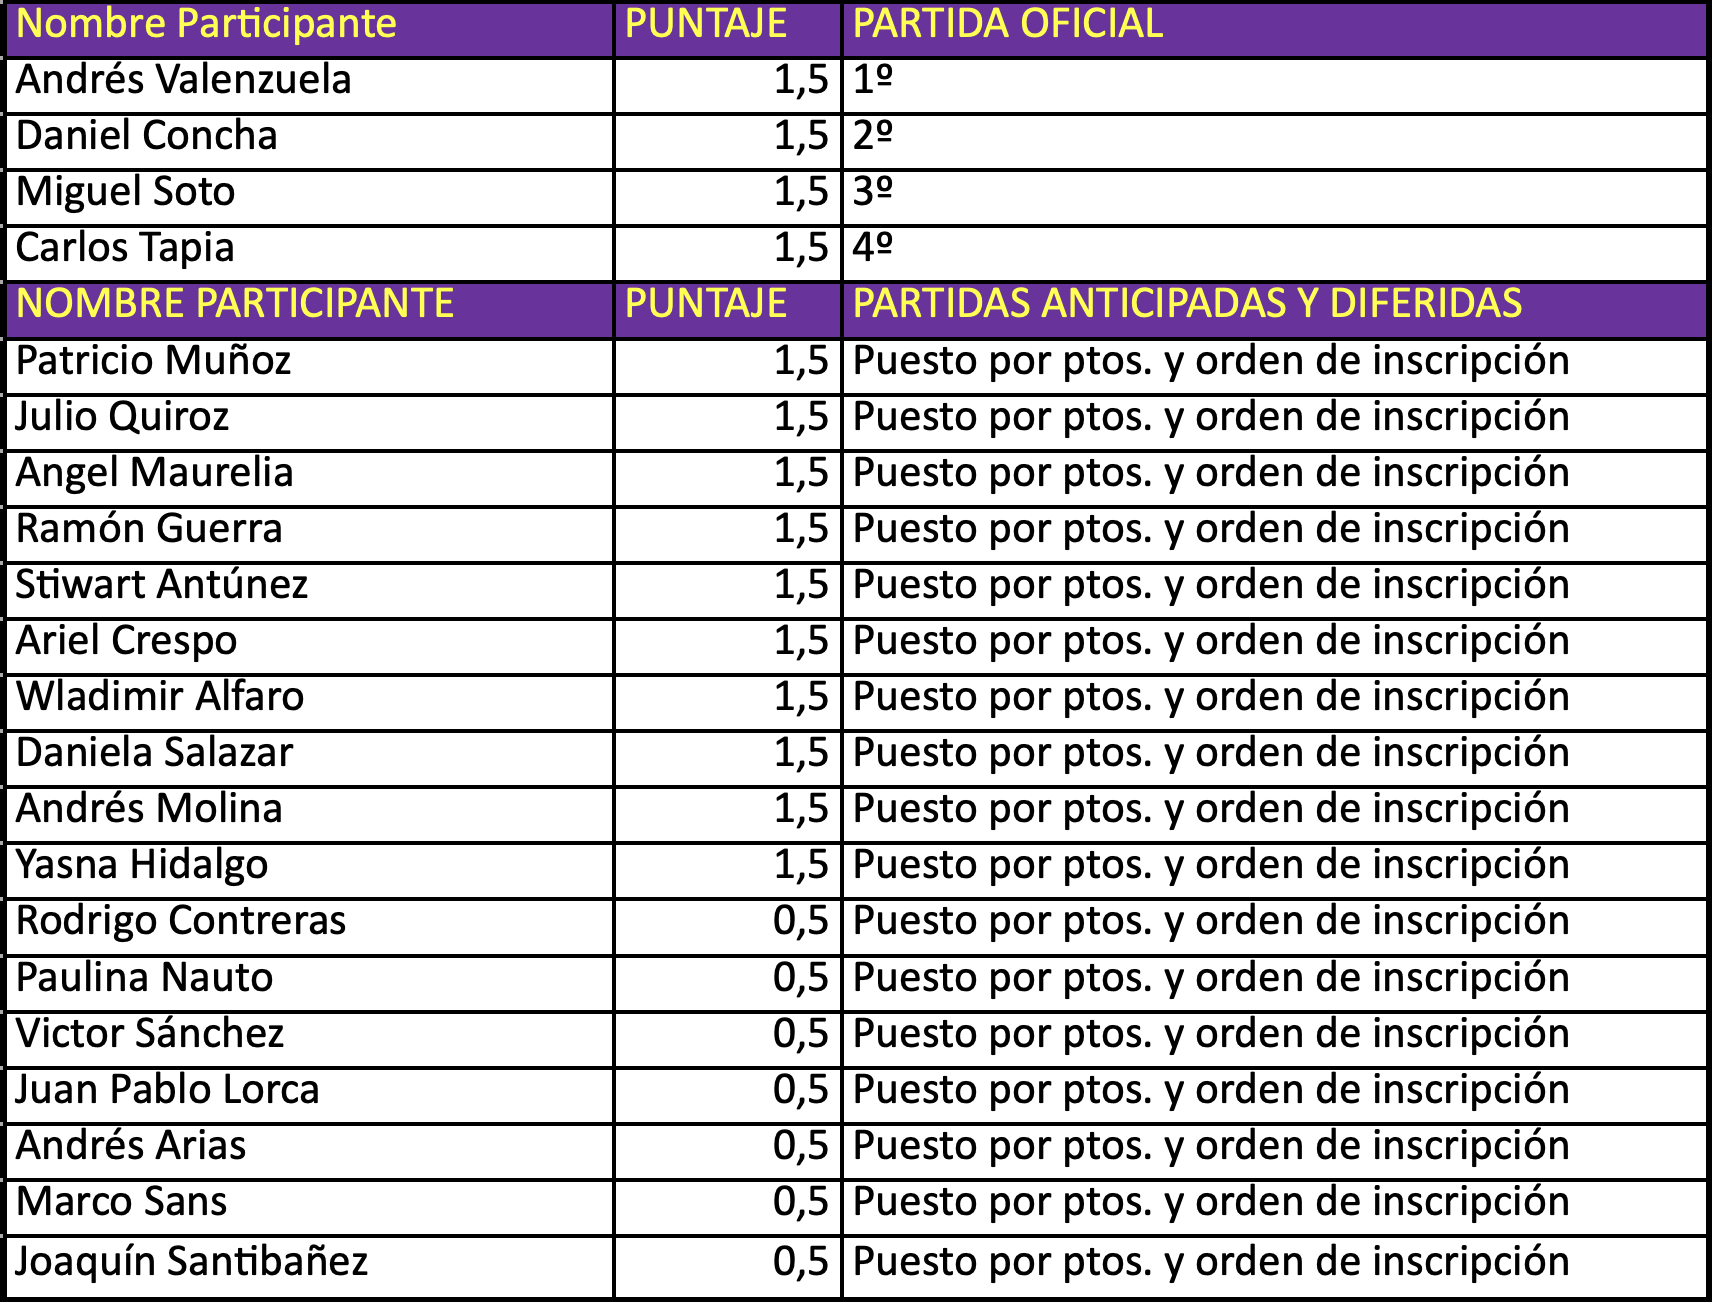 Nombre Participante PUNTAJE PARTIDA OFICIAL
Andrés Valenzuela 1,5 1º
Daniel Concha 1,5 2º
Miguel Soto 1,5 3º
Carlos Tapia 1,5 4º
NOMBRE PARTICIPANTE PUNTAJE PARTIDAS ANTICIPADAS Y DIFERIDAS
Patricio Muñoz 1,5 Puesto por ptos. y orden de inscripción
Julio Quiroz 1,5 Puesto por ptos. y orden de inscripción
Angel Maurelia 1,5 Puesto por ptos. y orden de inscripción
Ramón Guerra 1,5 Puesto por ptos. y orden de inscripción
Stiwart Antúnez 1,5 Puesto por ptos. y orden de inscripción
Ariel Crespo 1,5 Puesto por ptos. y orden de inscripción
Wladimir Alfaro 1,5 Puesto por ptos. y orden de inscripción
Daniela Salazar 1,5 Puesto por ptos. y orden de inscripción
Andrés Molina 1,5 Puesto por ptos. y orden de inscripción
Yasna Hidalgo 1,5 Puesto por ptos. y orden de inscripción
Rodrigo Contreras 0,5 Puesto por ptos. y orden de inscripción
Paulina Nauto 0,5 Puesto por ptos. y orden de inscripción
Victor Sánchez 0,5 Puesto por ptos. y orden de inscripción
Juan Pablo Lorca 0,5 Puesto por ptos. y orden de inscripción
Andrés Arias 0,5 Puesto por ptos. y orden de inscripción
Marco Sans 0,5 Puesto por ptos. y orden de inscripción
Joaquín Santibañez 0,5 Puesto por ptos. y orden de inscripción